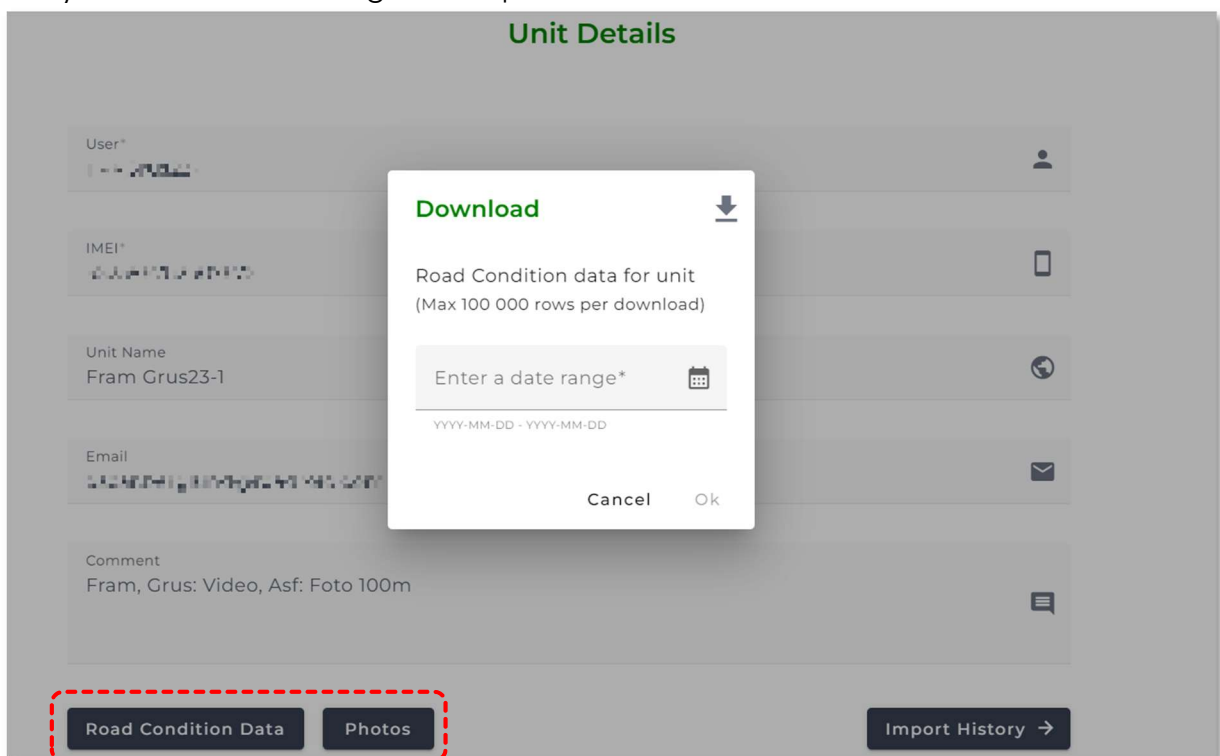 Unit Details
User*
IMEI*
Unit Name
Fram Grus23-1
Email
Comment
Fram, Grus: Video, Asf: Foto 100m
Download
Road Condition data for unit
(Max 100 000 rows per download)
Enter a date range*
YYYY-MM-DD - YYYY-MM-DD
Cancel Ok
Road Condition Data Photos Import History →